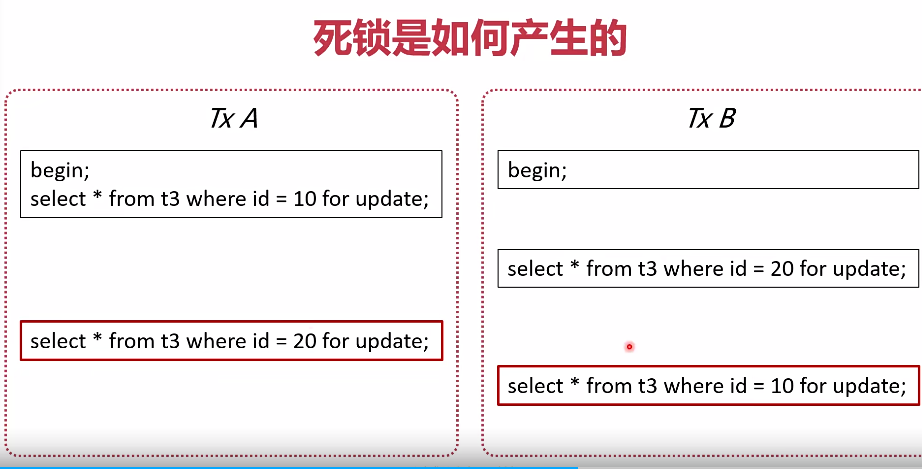 死锁是如何产生的
Tx A
begin;
select * from t3 where id = 10 for update;
select * from t3 where id = 20 for update;
Tx B
begin;
select * from t3 where id = 20 for update;
select * from t3 where id = 10 for update;